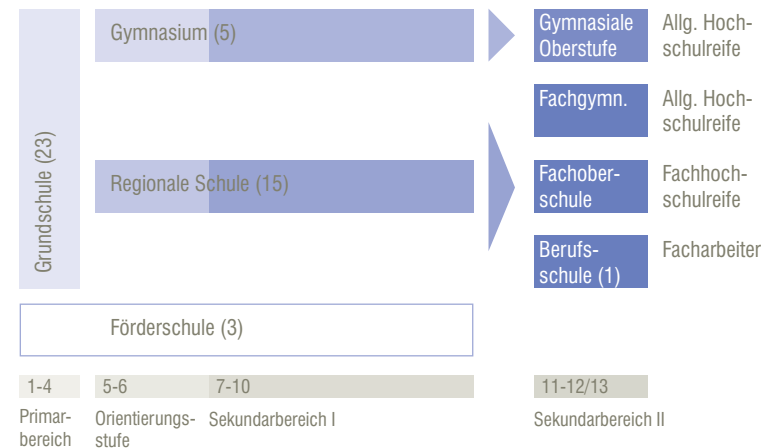 Grundschule (23)
Gymnasium (5)
Gymnasiale
Oberstufe
Allg. Hoch-
schulreife
Fachgymn.
Allg. Hoch-
schulreife
Regionale Schule (15)
Fachober-
schule
Fachhoch-
schulreife
Berufs-
schule (1)
Facharbeiter
Förderschule (3)
1-4
5-6
7-10
11-12/13
Primar-
bereich
Orientierungs-
stufe
Sekundarbereich I
Sekundarbereich II